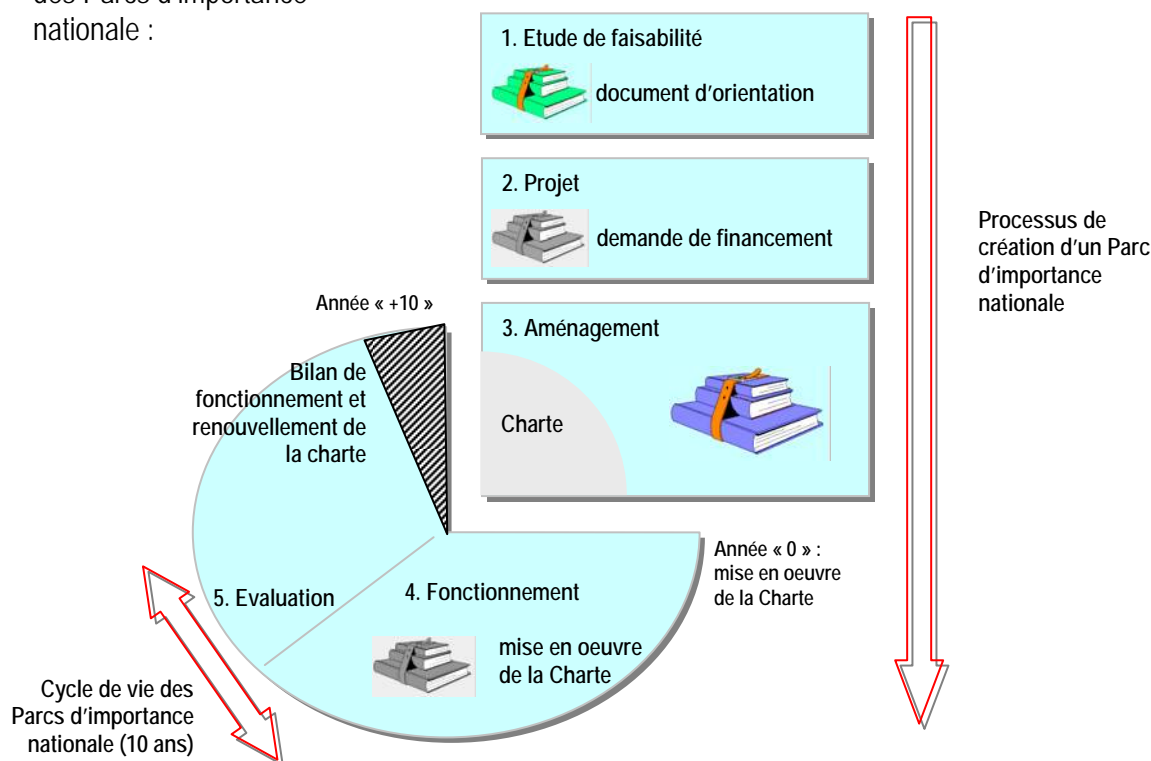 des Parcs d'importance
nationale :
1. Etude de faisabilité
document d'orientation
2. Projet
demande de financement
Processus de
création d'un Parc
d'importance
nationale
Année « +10 »
3. Aménagement
Bilan de
fonctionnement et
renouvellement de
la charte
Charte
Année « 0 » :
mise en oeuvre
de la Charte
5. Evaluation
4. Fonctionnement
mise en oeuvre
de la Charte
Cycle de vie des
Parcs d'importance
nationale (10 ans)